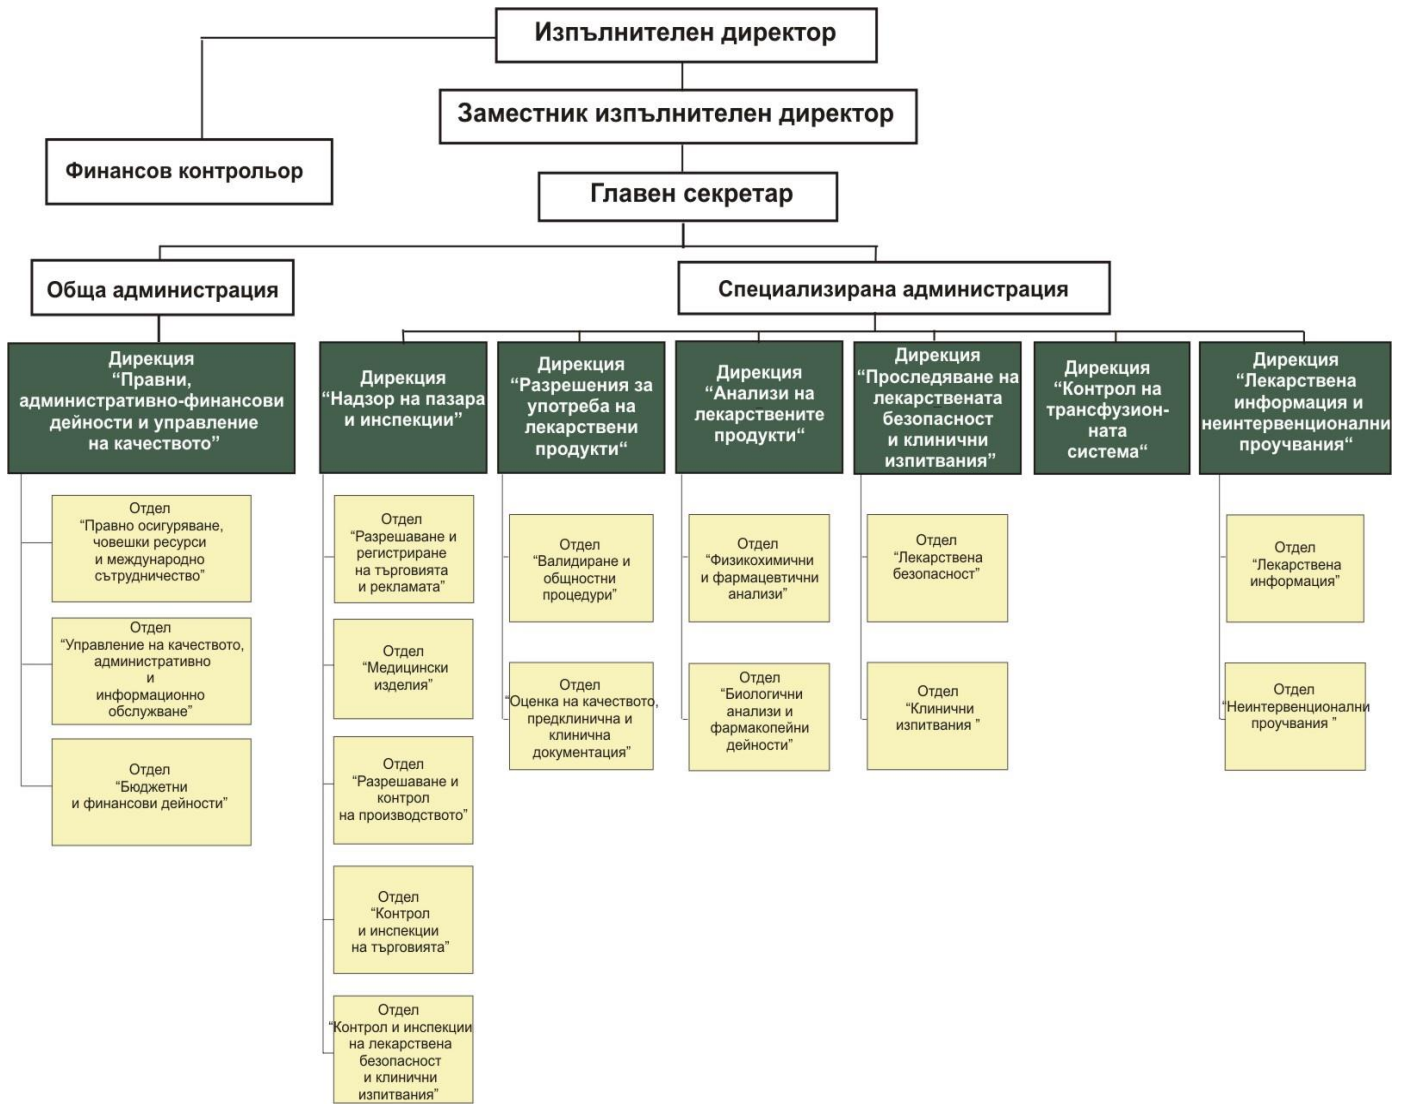 Изпълнителен директор
Заместник изпълнителен директор
Финансов контрольор
Главен секретар
Обща администрация
Специализирана администрация
Дирекция
“Правни,
административно-финансови
дейности и управление
на качеството”
Дирекция
“Надзор на пазара
и инспекции”
Дирекция
“Разрешения за
употреба на
лекарствени
продукти“
Дирекция
“Анализи на
лекарствените
продукти“
Дирекция
“Проследяване на
лекарствената
безопасност
и клинични
изпитвания”
Дирекция
“Контрол на
трансфузион-
ната
система“
Дирекция
“Лекарствена
информация и
неинтервенционални
проучвания“
Отдел
“Правно осигуряване,
човешки ресурси
и международно
сътрудничество”
Отдел
“Управление на качеството,
административно
и
информационно
обслужване”
Отдел
“Бюджетни
и финансови дейности”
Отдел
“Разрешаване и
регистриране
на търговията
и рекламата”
Отдел
“Медицински
изделия”
Отдел
“Разрешаване и
контрол
на производството”
Отдел
“Контрол
и инспекции
на търговията”
Отдел
“Контрол и инспекции
на лекарствена
безопасност
и клинични
изпитвания”
Отдел
“Валидиране и
общностни
процедури”
Отдел
“Оценка на качеството,
предклинична и
клинична
документация”
Отдел
“Физикохимични
и фармацевтични
анализи”
Отдел
“Биологични
анализи и
фармакопейни
дейности”
Отдел
“Лекарствена
безопасност”
Отдел
“Клинични
изпитвания ”
Отдел
“Лекарствена
информация”
Отдел
“Неинтервенционални
проучвания ”